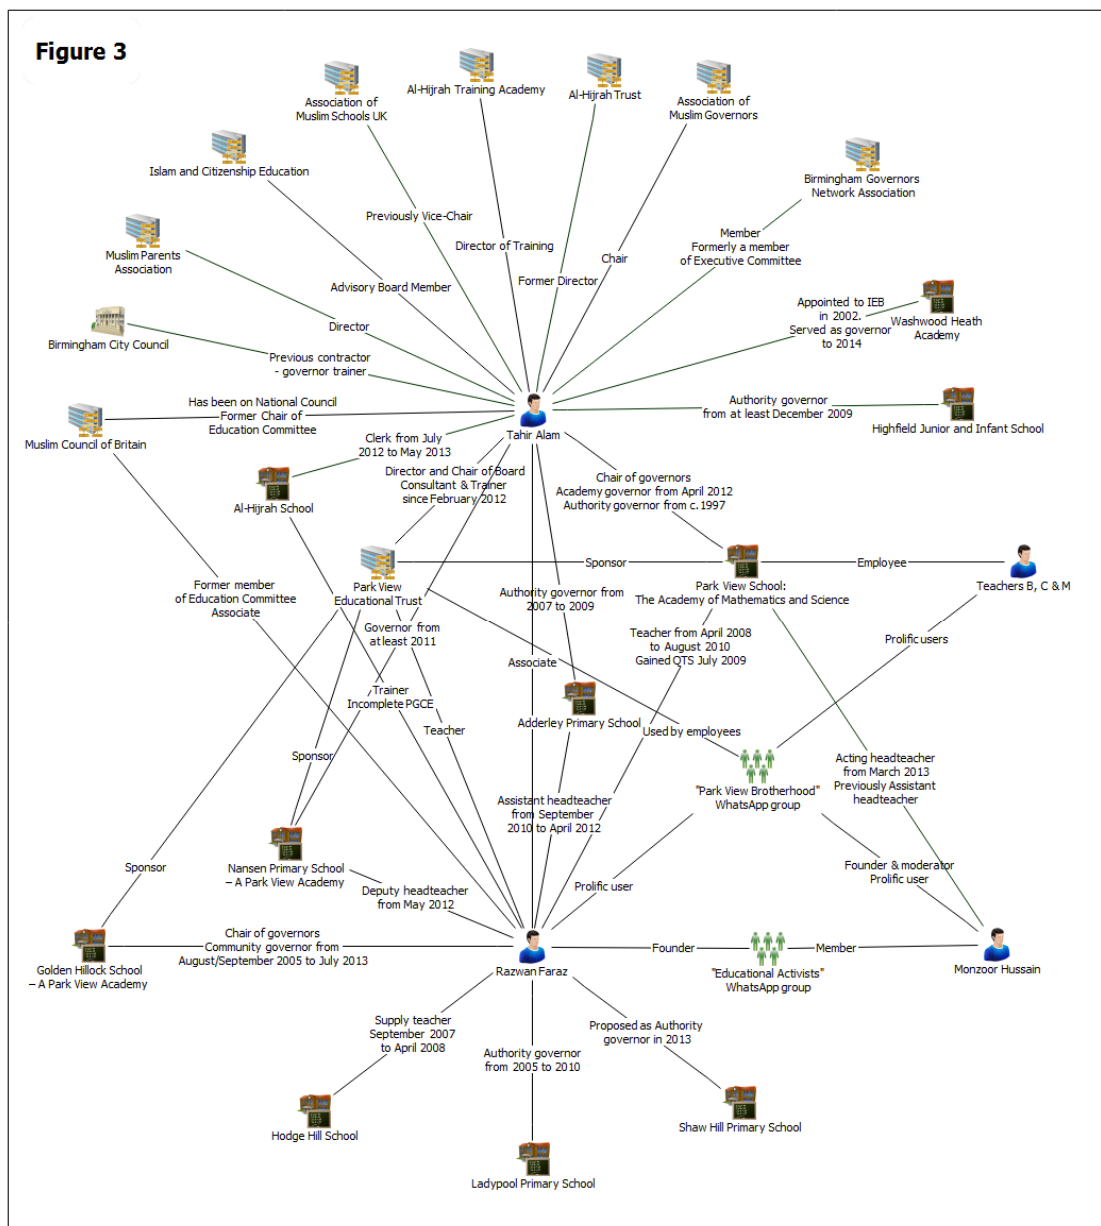 Figure 3
Association of
Muslim Schools UK
Al-Hijrah Training Academy
Al-Hijrah Trust
Association of
Muslim Governors
Islam and Citizenship Education
Birmingham Governors
Network Association
Previously Vice-Chair
Muslim Parents
Association
Director of Training
Chair
Member
Formerly a member
of Executive Committee
Advisory Board Member
Former Director
Appointed to IEB
in 2002.
Served as governor
to 2014
Washwood Heath
Academy
Birmingham City Council
Director
Previous contractor
- governor trainer
Has been on National Council
Former Chair of
Education Committee
Authority governor
from at least December 2009
Muslim Council of Britain
Tahir Alam
Highfield Junior and Infant School
Clerk from July
2012 to May 2013
Director and Chair of Board
Consultant & Trainer
since February 2012
Chair of governors
Academy governor from April 2012
Authority governor from c.1997
Al-Hijrah School
Sponsor
Employee
Park View
Educational Trust
Park View School:
The Academy of Mathematics and Science
Teachers B, C & M
Former member
of Education Committee
Associate
Authority governor from
2007 to 2009
Governor from
at least 2011
Teacher from April 2008
to August 2010
Gained QTS July 2009
Prolific users
Associate
Trainer
Incomplete PGCE
Teacher
Adderley Primary School
Used by employees
Sponsor
"Park View Brotherhood"
WhatsApp group
Acting headteacher
from March 2013
Previously Assistant
headteacher
Assistant headteacher
from September
2010 to April 2012
Sponsor
Nansen Primary School
– A Park View Academy
Deputy headteacher
from May 2012
Prolific user
Founder & moderator
Prolific user
Chair of governors
Community governor from
August/September 2005 to July 2013
Golden Hillock School
– A Park View Academy
Razwan Faraz
Founder
"Educational Activists"
WhatsApp group
Member
Monzoor Hussain
Supply teacher
September 2007
to April 2008
Authority governor
from 2005 to 2010
Proposed as Authority
governor in 2013
Hodge Hill School
Ladypool Primary School
Shaw Hill Primary School